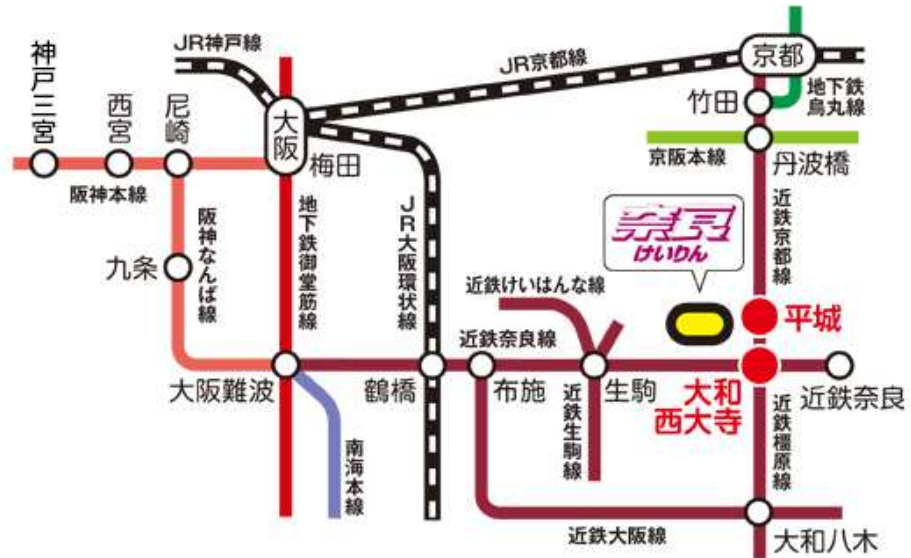 JR神戸線
JR京都線
京都
地下鉄
烏丸線
竹田
神戸三宮
西宮
尼崎
大阪
梅田
京阪本線
丹波橋
阪神本線
阪神なんば線
地下鉄御堂筋線
JR大阪環状線
近鉄京都線
奈良
けいりん
九条
近鉄けいはんな線
平城
近鉄奈良線
大阪難波
鶴橋
布施
生駒
大和
西大寺
近鉄奈良
南海本線
近鉄生駒線
近鉄橿原線
近鉄大阪線
大和八木